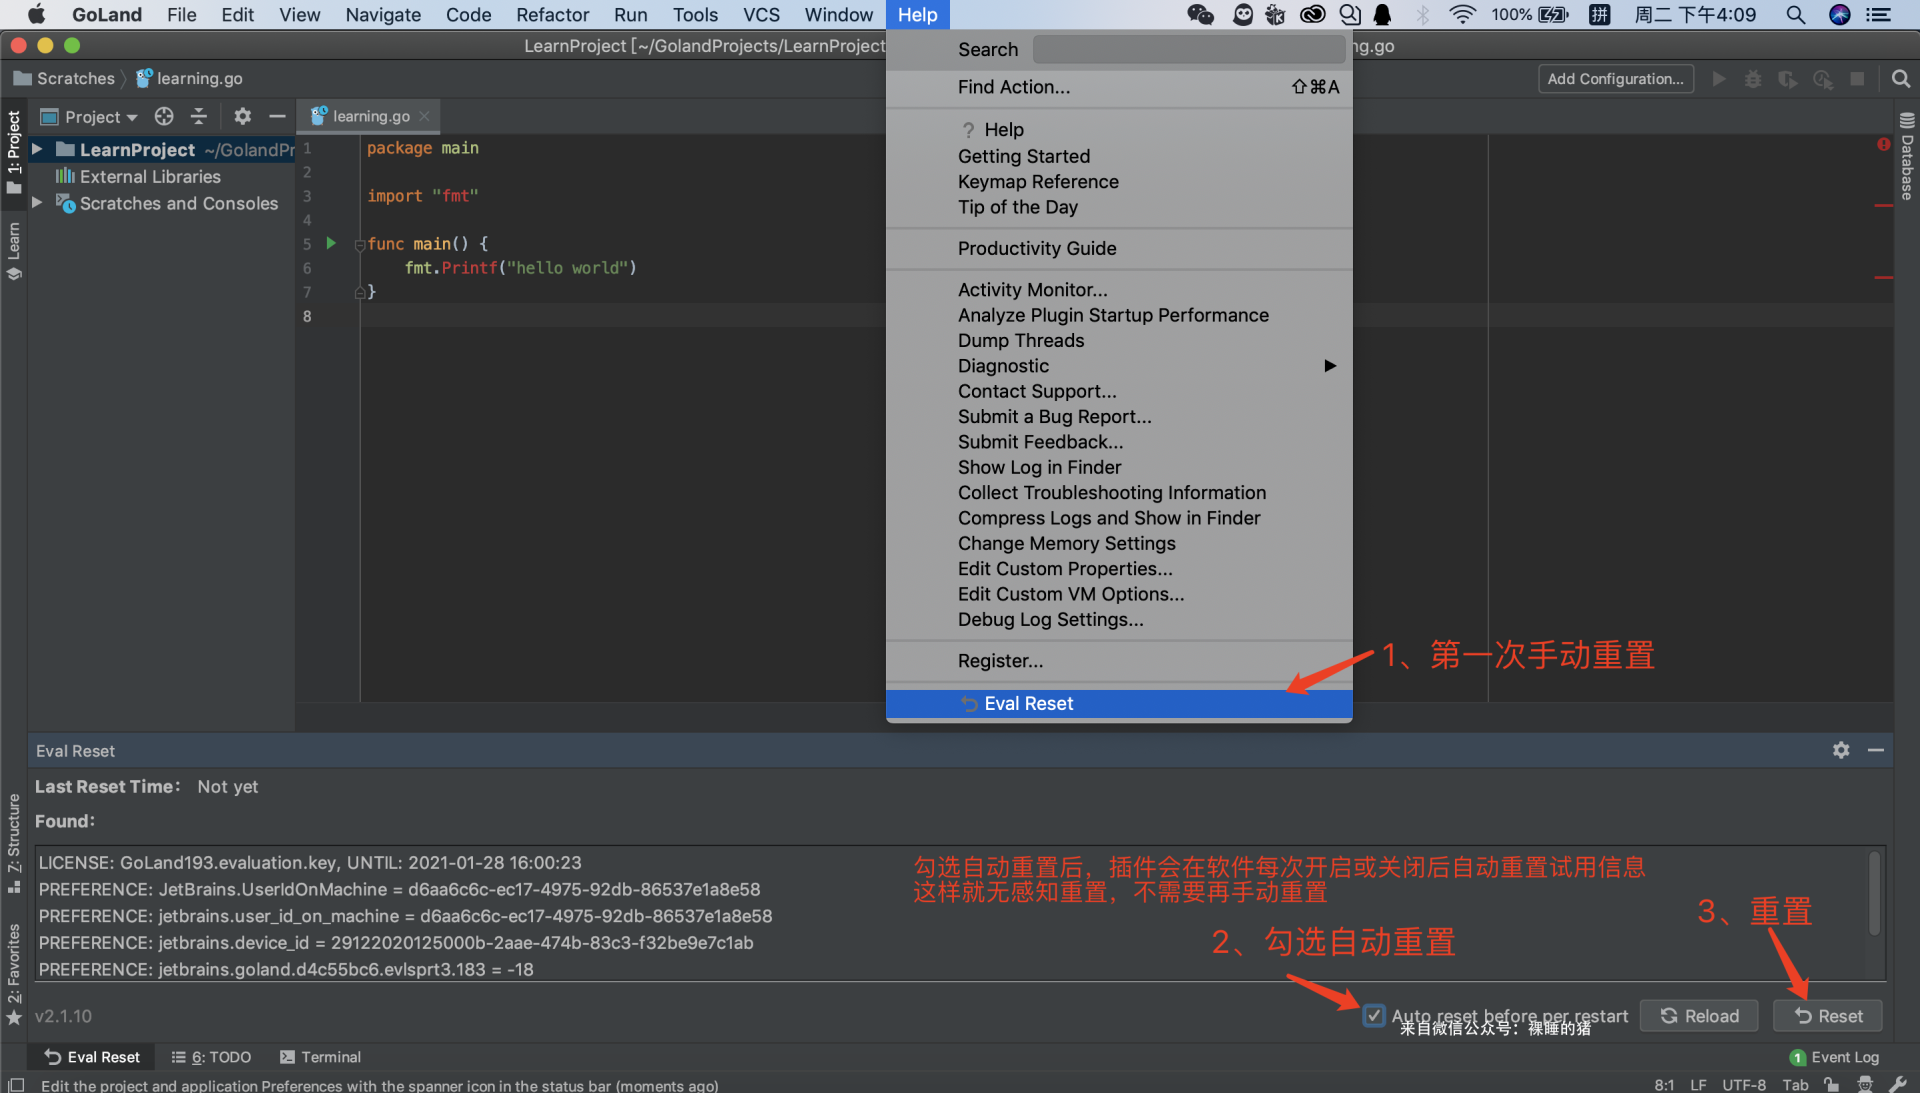 GoLand File Edit View Navigate Code Refactor Run Tools VCS Window Help 100% 拼 周二 下午4:09
LearnProject [~/GolandProjects/LearnProject
ng.go
Scratches learning.go
Add Configuration...
Project
learning.go
1: Project
Learn
7: Structure
2: Favorites
Database
LearnProject ~/GolandPr
External Libraries
Scratches and Consoles
1 package main
2
3 import "fmt"
4
5 func main() {
6 fmt.Printf("hello world")
7 }
8
Search
Find Action... ⇧⌘A
? Help
Getting Started
Keymap Reference
Tip of the Day
Productivity Guide
Activity Monitor...
Analyze Plugin Startup Performance
Dump Threads
Diagnostic
Contact Support...
Submit a Bug Report...
Submit Feedback...
Show Log in Finder
Collect Troubleshooting Information
Compress Logs and Show in Finder
Change Memory Settings
Edit Custom Properties...
Edit Custom VM Options...
Debug Log Settings...
Register...
Eval Reset
1、第一次手动重置
Eval Reset
Last Reset Time: Not yet
Found:
LICENSE: GoLand193.evaluation.key, UNTIL: 2021-01-28 16:00:23
PREFERENCE: JetBrains.UserIdOnMachine = d6aa6c6c-ec17-4975-92db-86537e1a8e58
PREFERENCE: jetbrains.user_id_on_machine = d6aa6c6c-ec17-4975-92db-86537e1a8e58
PREFERENCE: jetbrains.device_id = 29122020125000b-2aae-474b-83c3-f32be9e7c1ab
PREFERENCE: jetbrains.goland.d4c55bc6.evlsprt3.183 = -18
勾选自动重置后，插件会在软件每次开启或关闭后自动重置试用信息
这样就无感知重置，不需要再手动重置
2、勾选自动重置
3、重置
v2.1.10
Auto reset before per restart
Reload
Reset
来自微信公众号：裸睡的猪
Eval Reset
6: TODO
Terminal
1 Event Log
Edit the project and application Preferences with the spanner icon in the status bar (moments ago)
8:1 LF UTF-8 Tab